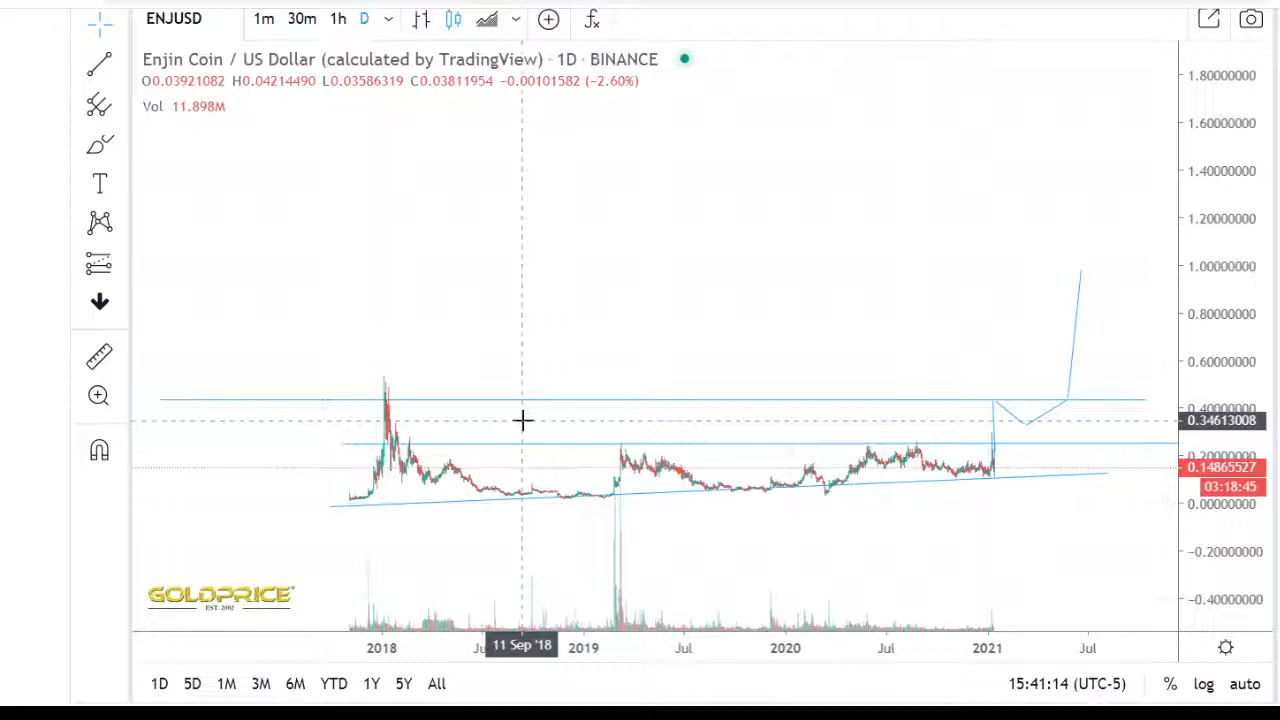 ENJUSD 1m 30m 1h D
Enjin Coin / US Dollar (calculated by TradingView) · 1D · BINANCE
O0.03921082 H0.04214490 L0.03586319 C0.03811954 −0.00101582 (−2.60%)
Vol 11.898M
1.80000000
1.60000000
1.40000000
1.20000000
1.00000000
0.80000000
0.60000000
0.40000000
0.34613008
0.20000000
0.14865527
03:18:45
0.00000000
−0.20000000
−0.40000000
GOLDPRICE
EST. 2002
2018 11 Sep '18 2019 Jul 2020 Jul 2021 Jul
1D 5D 1M 3M 6M YTD 1Y 5Y All 15:41:14 (UTC-5) % log auto